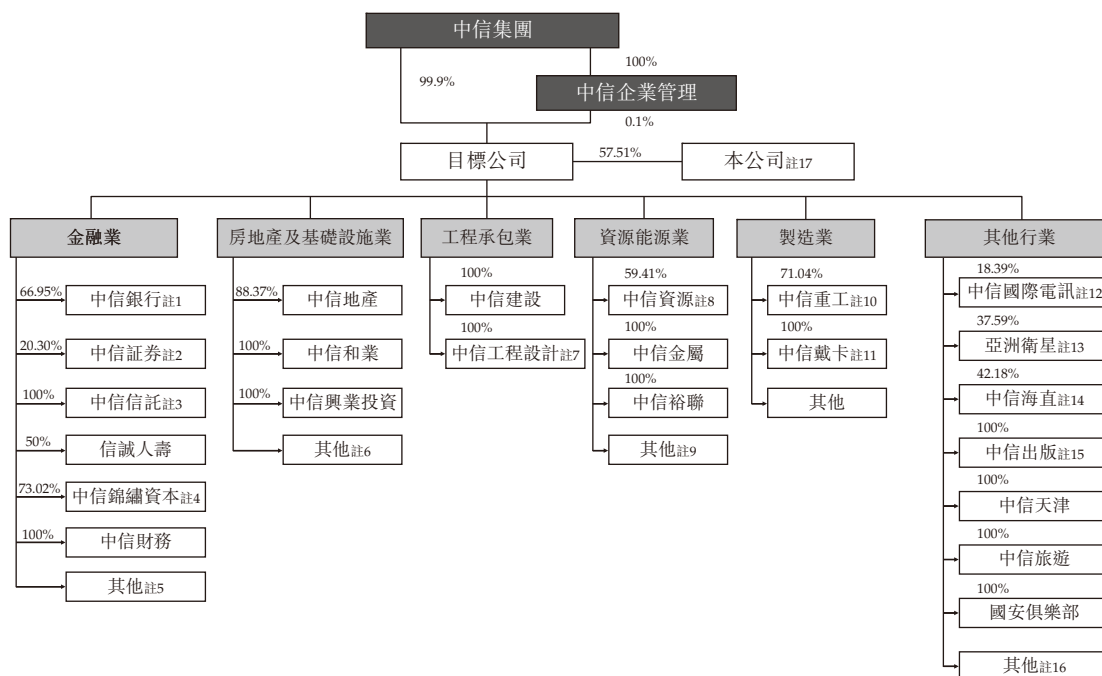 中信集團
99.9%
100%
中信企業管理
0.1%
目標公司
57.51%
本公司註17
金融業
66.95%
中信銀行註1
20.30%
中信証券註2
100%
中信信託註3
50%
信誠人壽
73.02%
中信錦繡資本註4
100%
中信財務
其他註5
房地產及基礎設施業
88.37%
中信地產
100%
中信和業
100%
中信興業投資
其他註6
工程承包業
100%
中信建設
100%
中信工程設計註7
資源能源業
59.41%
中信資源註8
100%
中信金屬
100%
中信裕聯
其他註9
製造業
71.04%
中信重工註10
100%
中信戴卡註11
其他
其他行業
18.39%
中信國際電訊註12
37.59%
亞洲衛星註13
42.18%
中信海直註14
100%
中信出版註15
100%
中信天津
100%
中信旅遊
100%
國安俱樂部
其他註16